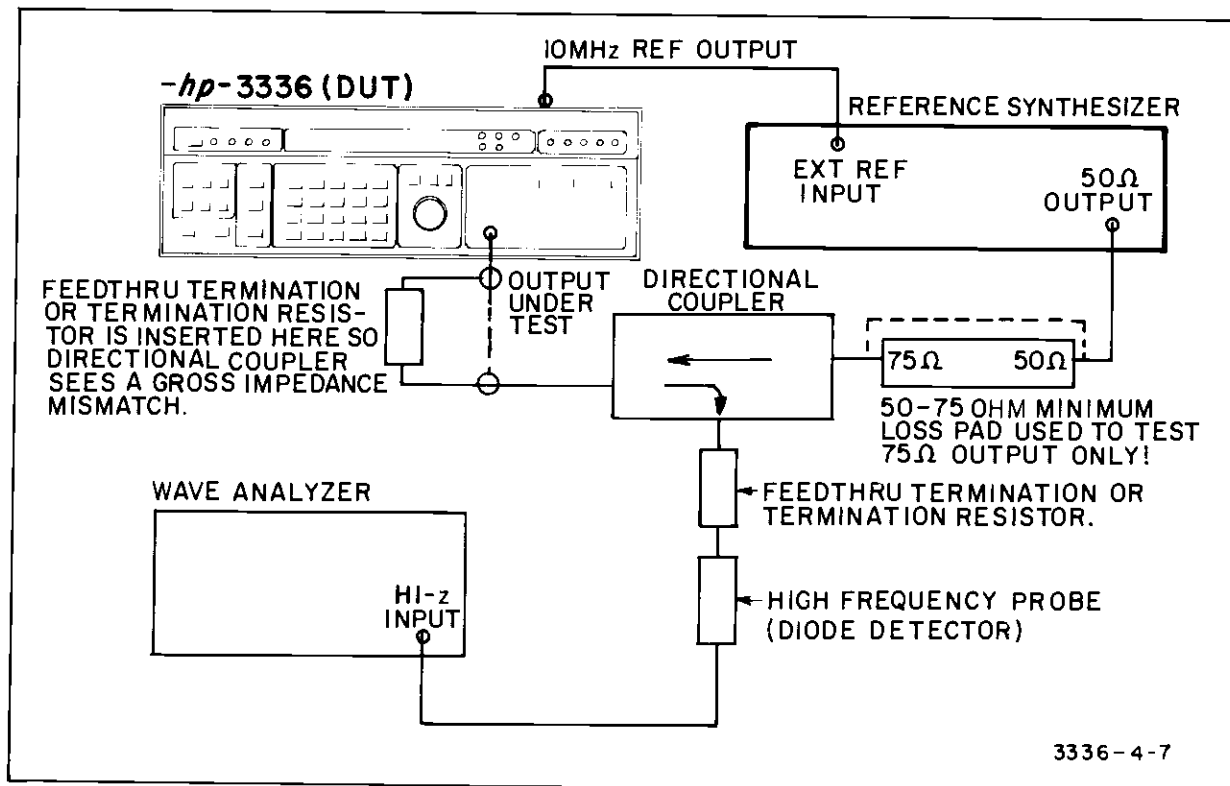 10MHz REF OUTPUT
-hp-3336 (DUT)
REFERENCE SYNTHESIZER
EXT REF
INPUT
50Ω
OUTPUT
FEEDTHRU TERMINATION
OR TERMINATION RESIS-
TOR IS INSERTED HERE SO
DIRECTIONAL COUPLER
SEES A GROSS IMPEDANCE
MISMATCH.
OUTPUT
UNDER
TEST
DIRECTIONAL
COUPLER
75Ω 50Ω
50-75 OHM MINIMUM
LOSS PAD USED TO TEST
75Ω OUTPUT ONLY!
WAVE ANALYZER
HI-z
INPUT
FEEDTHRU TERMINATION OR
TERMINATION RESISTOR.
HIGH FREQUENCY PROBE
(DIODE DETECTOR)
3336-4-7